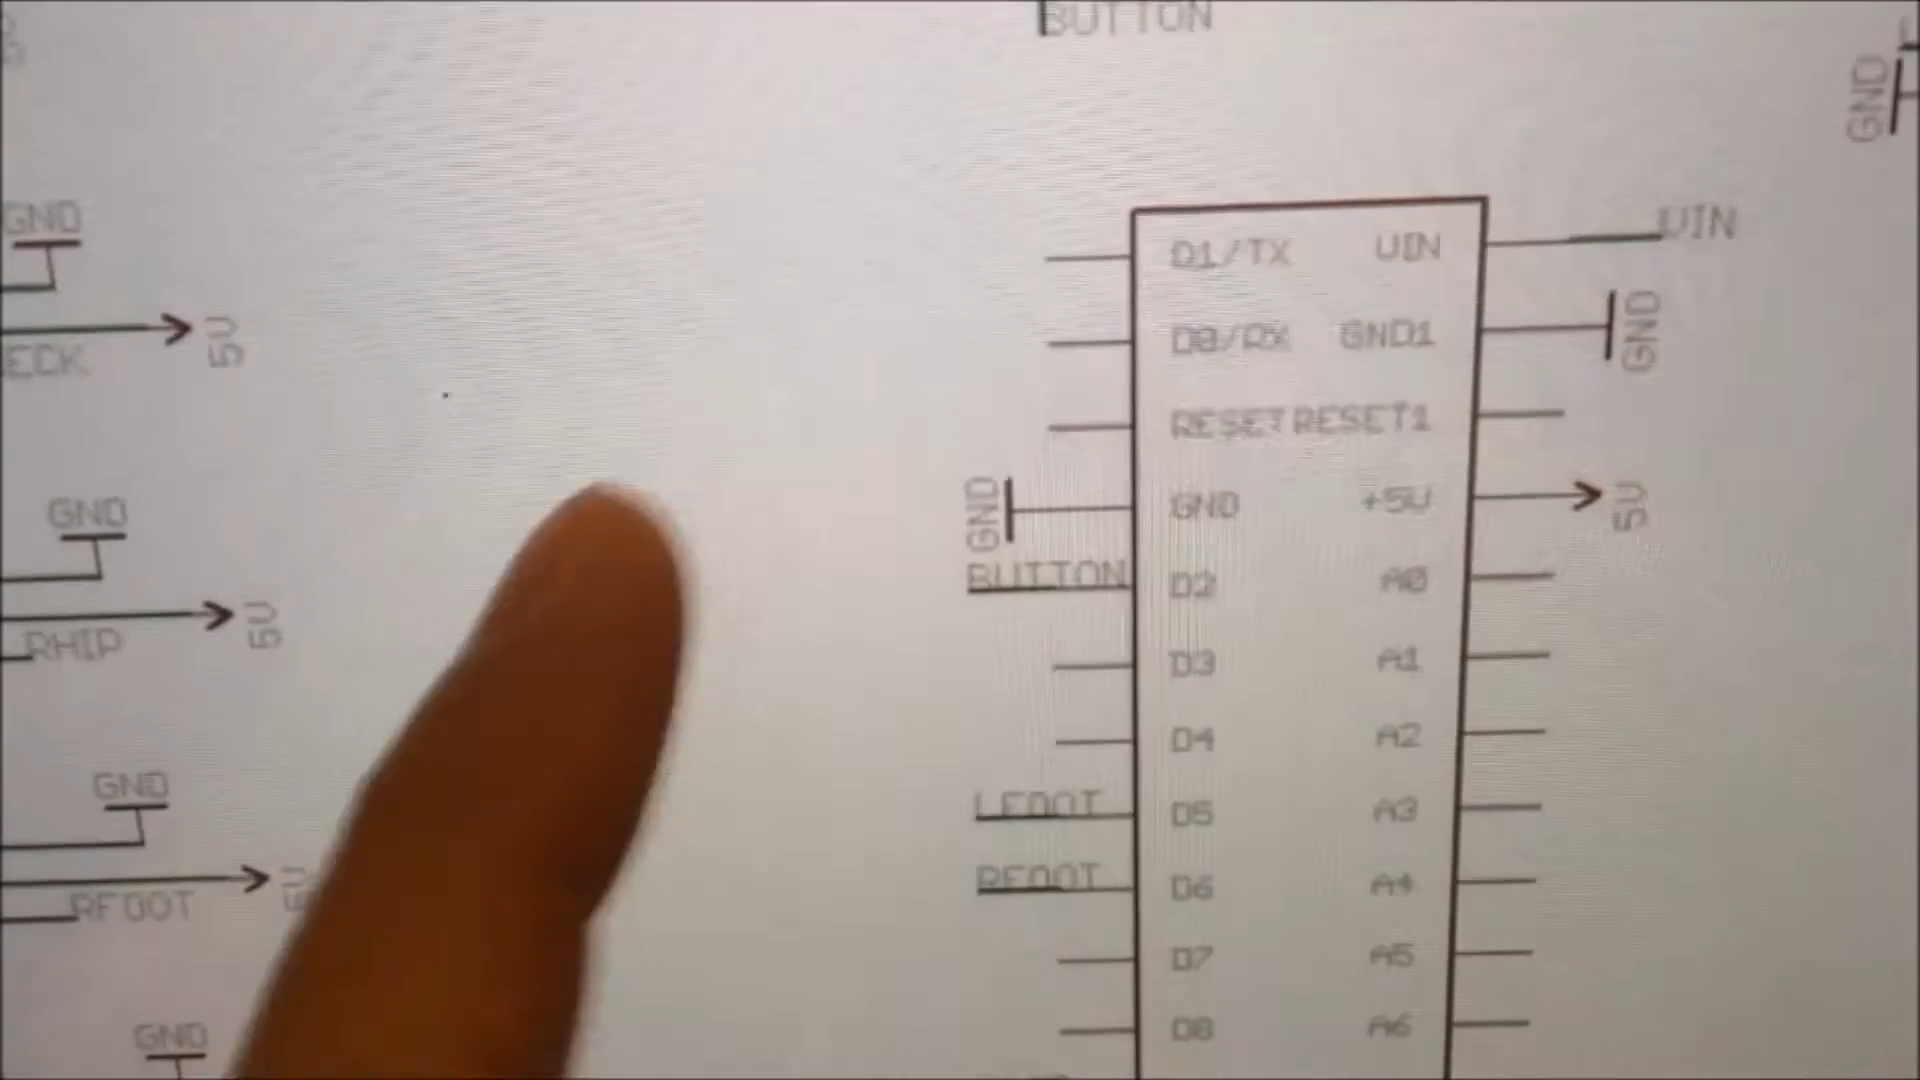 BUTTON
GND
GND
5V
ECK
GND
5V
RHIP
GND
5V
RFOOT
GND
D1/TX VIN VIN
D0/RX GND1 GND
RESET RESET1
GND GND +5V 5V
BUTTON D2 A0
D3 A1
D4 A2
LFOOT D5 A3
RFOOT D6 A4
D7 A5
D8 A6